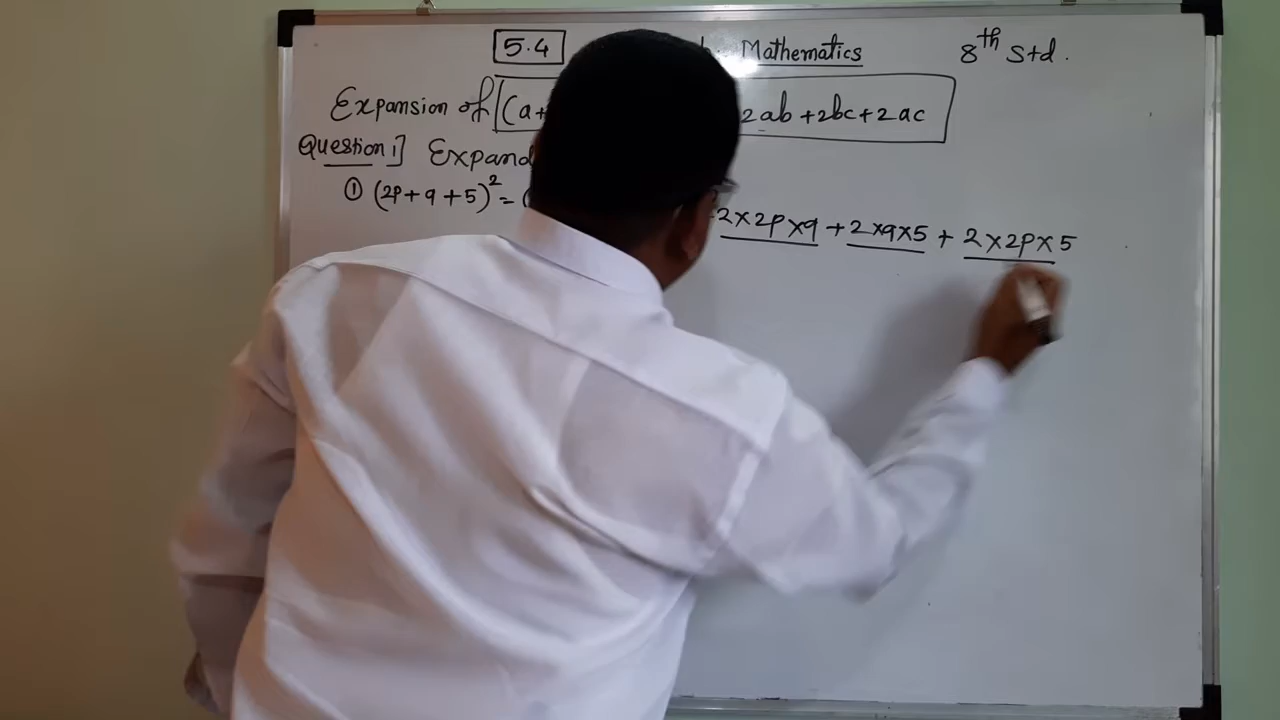 5.4 Mathematics 8th Std.
Expansion of (a+ 2ab + 2bc + 2ac
Question 1] Expand
① (2p + q + 5)² = ( 2×2p×q + 2×q×5 + 2×2p×5